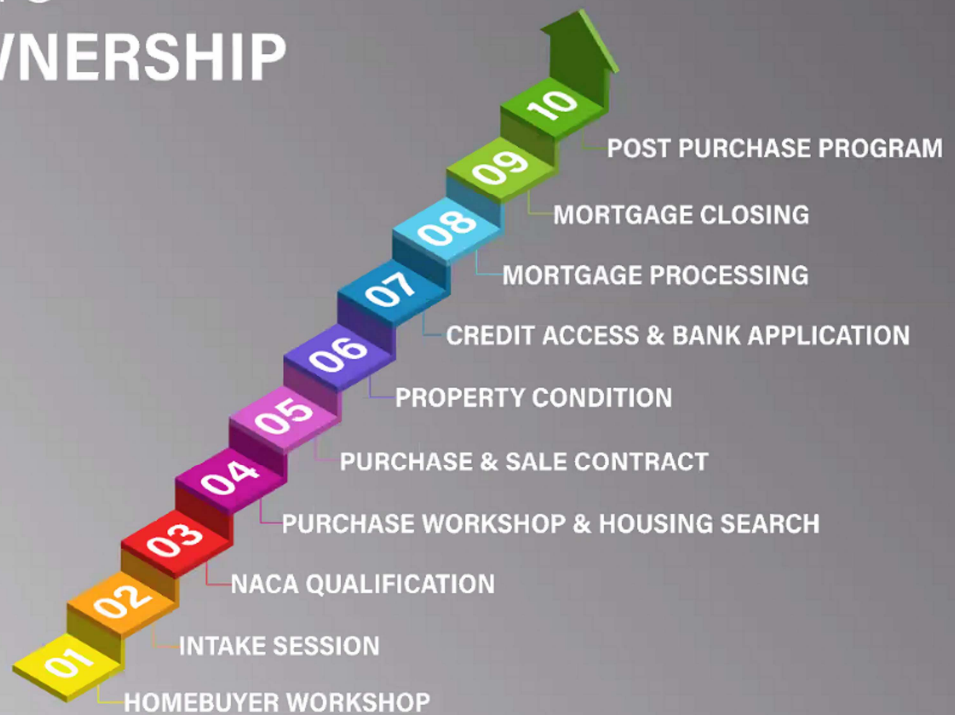 10
POST PURCHASE PROGRAM
09
MORTGAGE CLOSING
08
MORTGAGE PROCESSING
07
CREDIT ACCESS & BANK APPLICATION
06
PROPERTY CONDITION
05
PURCHASE & SALE CONTRACT
04
PURCHASE WORKSHOP & HOUSING SEARCH
03
NACA QUALIFICATION
02
INTAKE SESSION
01
HOMEBUYER WORKSHOP